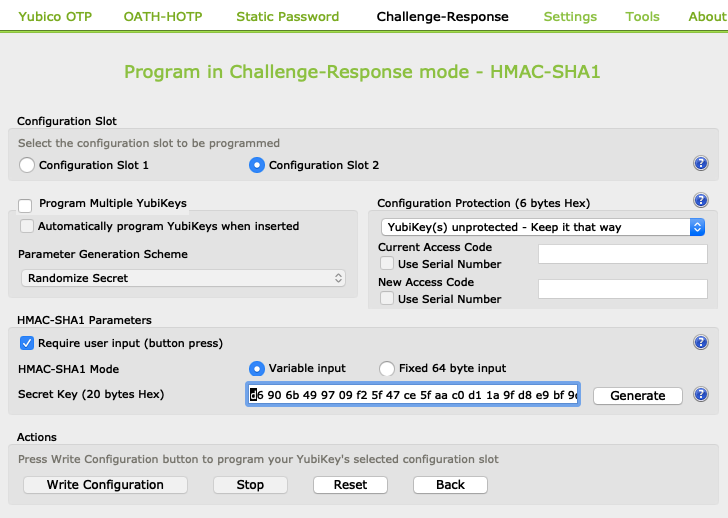 Yubico OTP OATH-HOTP Static Password Challenge-Response Settings Tools About
Program in Challenge-Response mode - HMAC-SHA1
Configuration Slot
Select the configuration slot to be programmed
Configuration Slot 1 Configuration Slot 2 ?
Program Multiple YubiKeys
Automatically program YubiKeys when inserted
Parameter Generation Scheme
Randomize Secret
Configuration Protection (6 bytes Hex) ?
YubiKey(s) unprotected - Keep it that way
Current Access Code
Use Serial Number
New Access Code
Use Serial Number
HMAC-SHA1 Parameters
Require user input (button press) ?
HMAC-SHA1 Mode Variable input Fixed 64 byte input
Secret Key (20 bytes Hex) d6 90 6b 49 97 09 f2 5f 47 ce 5f aa c0 d1 1a 9f d8 e9 bf Generate ?
Actions
Press Write Configuration button to program your YubiKey's selected configuration slot
Write Configuration Stop Reset Back